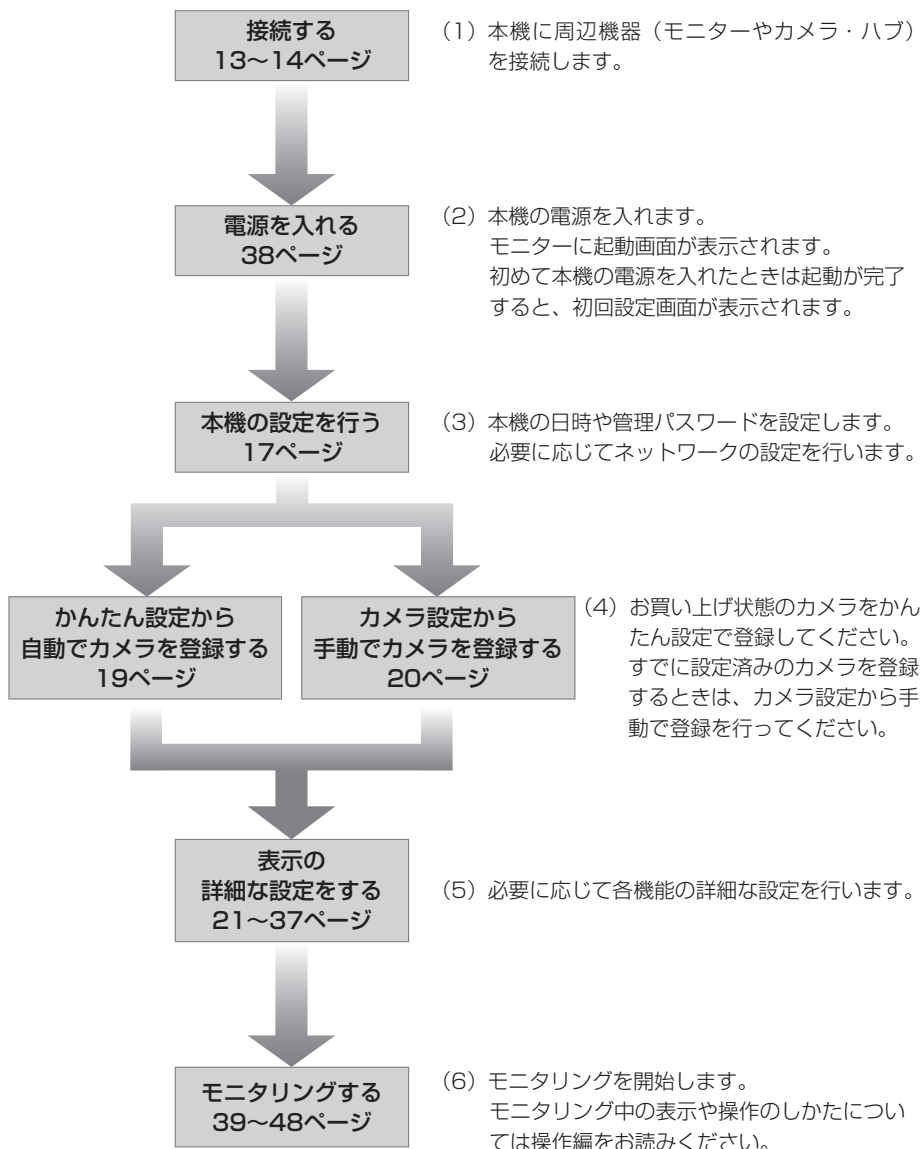 接続する
13〜14ページ
(1) 本機に周辺機器(モニターやカメラ・ハブ)
を接続します。
電源を入れる
38ページ
(2) 本機の電源を入れます。
モニターに起動画面が表示されます。
初めて本機の電源を入れたときは起動が完了
すると、初回設定画面が表示されます。
本機の設定を行う
17ページ
(3) 本機の日時や管理パスワードを設定します。
必要に応じてネットワークの設定を行います。
かんたん設定から
自動でカメラを登録する
19ページ
カメラ設定から
手動でカメラを登録する
20ページ
(4) お買い上げ状態のカメラをかん
たん設定で登録してください。
すでに設定済みのカメラを登録
するときは、カメラ設定から手
動で登録を行ってください。
表示の
詳細な設定をする
21〜37ページ
(5) 必要に応じて各機能の詳細な設定を行います。
モニタリングする
39〜48ページ
(6) モニタリングを開始します。
モニタリング中の表示や操作のしかたについ
ては操作編をお読みください。